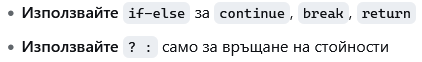 • Използвайте if-else за continue, break, return
• Използвайте ? : само за връщане на стойности